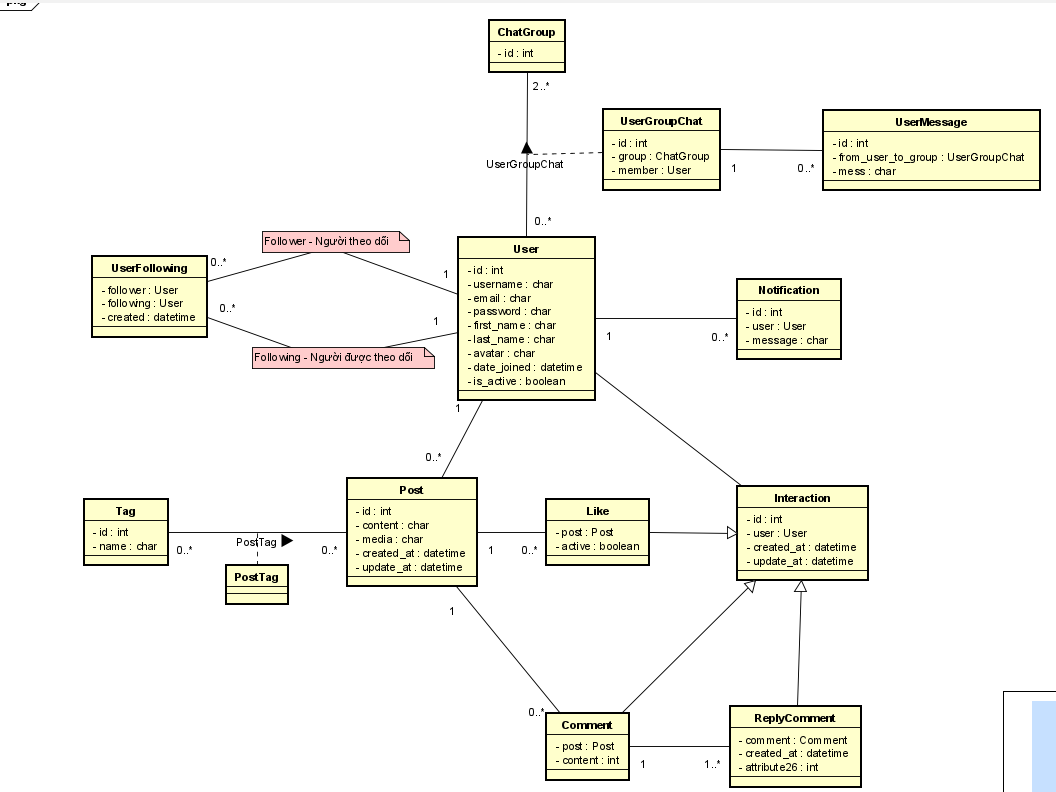 ChatGroup
- id : int
2..*
UserGroupChat
- id : int
- group : ChatGroup
- member : User
1
0..*
UserMessage
- id : int
- from_user_to_group : UserGroupChat
- mess : char
UserGroupChat
0..*
Follower - Người theo dõi
0..*
1
UserFollowing
- follower : User
- following : User
- created : datetime
0..*
1
Following - Người được theo dõi
User
- id : int
- username : char
- email : char
- password : char
- first_name : char
- last_name : char
- avatar : char
- date_joined : datetime
- is_active : boolean
1
0..*
Notification
- id : int
- user : User
- message : char
1
0..*
Tag
- id : int
- name : char
0..*
PostTag
0..*
PostTag
Post
- id : int
- content : char
- media : char
- created_at : datetime
- update_at : datetime
1
0..*
Like
- post : Post
- active : boolean
Interaction
- id : int
- user : User
- created_at : datetime
- update_at : datetime
1
0..*
Comment
- post : Post
- content : int
1
1..*
ReplyComment
- comment : Comment
- created_at : datetime
- attribute26 : int